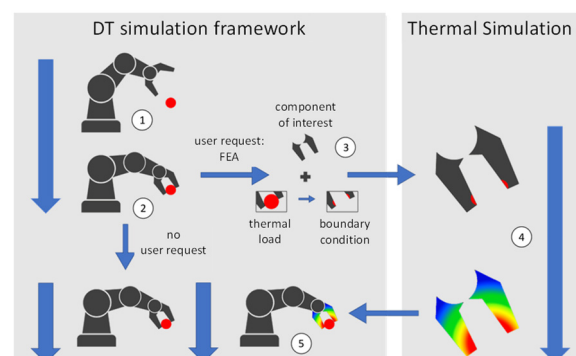 DT simulation framework
Thermal Simulation
1
component
of interest
user request:
FEA
3
2
thermal
load
boundary
condition
4
no
user request
5